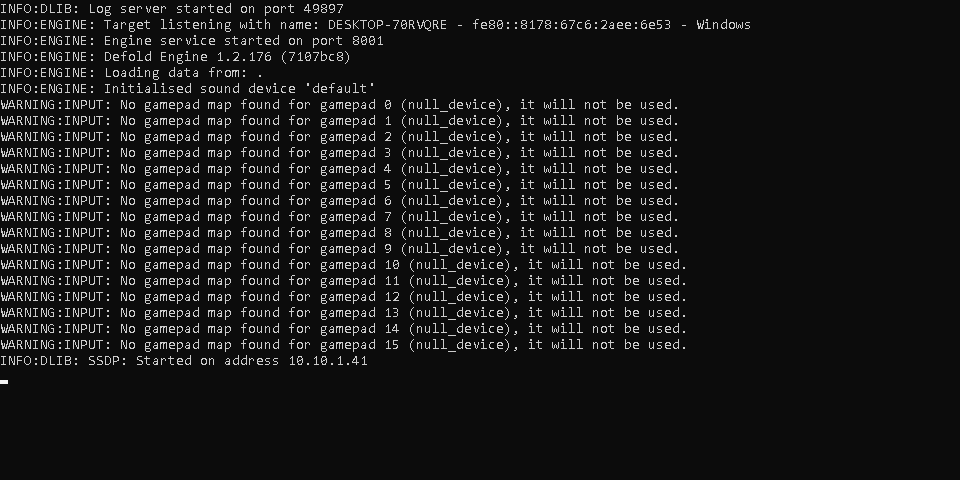 INFO:DLIB: Log server started on port 49897
INFO:ENGINE: Target listening with name: DESKTOP-70RVQRE - fe80::8178:67c6:2aee:6e53 - Windows
INFO:ENGINE: Engine service started on port 8001
INFO:ENGINE: Defold Engine 1.2.176 (7107bc8)
INFO:ENGINE: Loading data from: .
INFO:ENGINE: Initialised sound device 'default'
WARNING:INPUT: No gamepad map found for gamepad 0 (null_device), it will not be used.
WARNING:INPUT: No gamepad map found for gamepad 1 (null_device), it will not be used.
WARNING:INPUT: No gamepad map found for gamepad 2 (null_device), it will not be used.
WARNING:INPUT: No gamepad map found for gamepad 3 (null_device), it will not be used.
WARNING:INPUT: No gamepad map found for gamepad 4 (null_device), it will not be used.
WARNING:INPUT: No gamepad map found for gamepad 5 (null_device), it will not be used.
WARNING:INPUT: No gamepad map found for gamepad 6 (null_device), it will not be used.
WARNING:INPUT: No gamepad map found for gamepad 7 (null_device), it will not be used.
WARNING:INPUT: No gamepad map found for gamepad 8 (null_device), it will not be used.
WARNING:INPUT: No gamepad map found for gamepad 9 (null_device), it will not be used.
WARNING:INPUT: No gamepad map found for gamepad 10 (null_device), it will not be used.
WARNING:INPUT: No gamepad map found for gamepad 11 (null_device), it will not be used.
WARNING:INPUT: No gamepad map found for gamepad 12 (null_device), it will not be used.
WARNING:INPUT: No gamepad map found for gamepad 13 (null_device), it will not be used.
WARNING:INPUT: No gamepad map found for gamepad 14 (null_device), it will not be used.
WARNING:INPUT: No gamepad map found for gamepad 15 (null_device), it will not be used.
INFO:DLIB: SSDP: Started on address 10.10.1.41